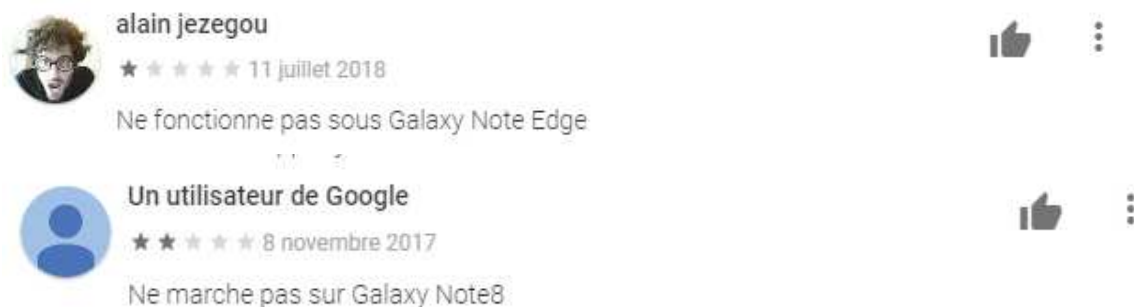 alain jezegou
11 juillet 2018
Ne fonctionne pas sous Galaxy Note Edge
Un utilisateur de Google
8 novembre 2017
Ne marche pas sur Galaxy Note8